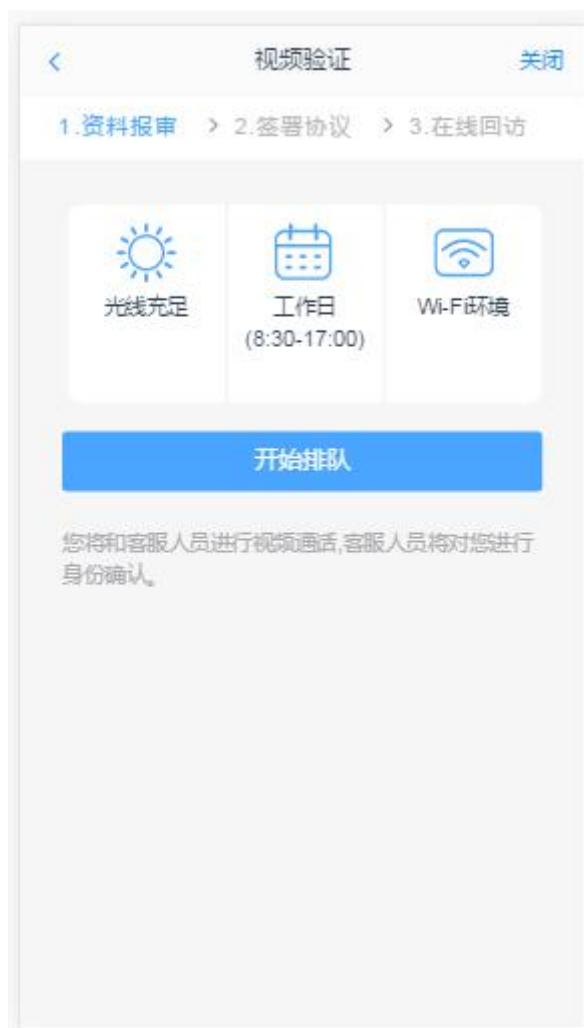 视频验证 关闭
1.资料报审 > 2.签署协议 > 3.在线回访
光线充足 工作日 Wi-Fi环境
(8:30-17:00)
开始排队
您将和客服人员进行视频通话,客服人员将对您进行
身份确认。